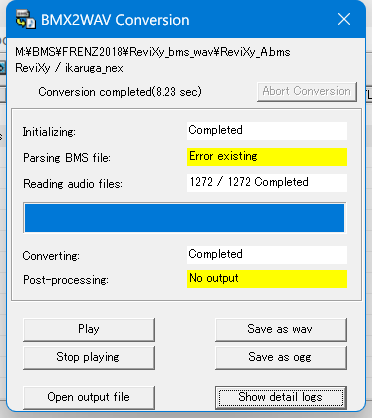 BMX2WAV Conversion
M:¥BMS¥FRENZ2018¥ReviXy_bms_wav¥ReviXy_A.bms
ReviXy / ikaruga_nex
Conversion completed(8.23 sec)
Abort Conversion
Initializing:
Completed
Parsing BMS file:
Error existing
Reading audio files:
1272 / 1272 Completed
Converting:
Completed
Post-processing:
No output
Play
Save as wav
Stop playing
Save as ogg
Open output file
Show detail logs